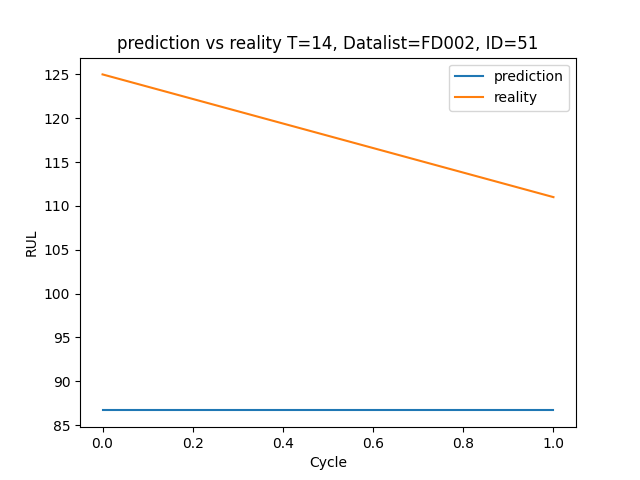 prediction vs reality T=14, Datalist=FD002, ID=51
prediction
reality
RUL
125
120
115
110
105
100
95
90
85
0.0 0.2 0.4 0.6 0.8 1.0
Cycle